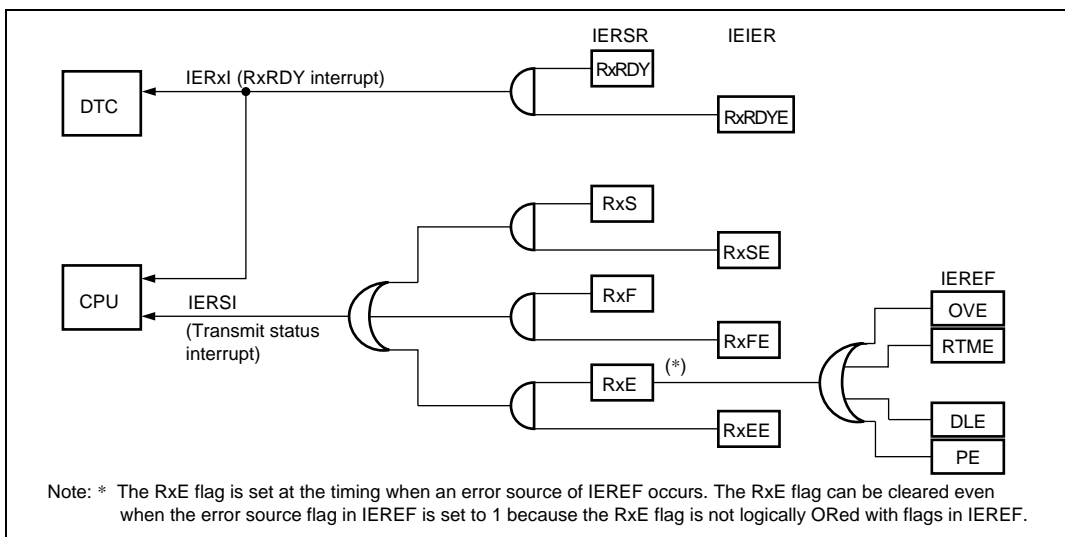 IERSR IEIER
RxRDY
IERxI (RxRDY interrupt)
DTC
RxRDYE
RxS
RxSE
CPU
IERSI
(Transmit status
interrupt)
RxF
RxFE
IEREF
OVE
RTME
RxE (*)
RxEE
DLE
PE
Note: * The RxE flag is set at the timing when an error source of IEREF occurs. The RxE flag can be cleared even
when the error source flag in IEREF is set to 1 because the RxE flag is not logically ORed with flags in IEREF.